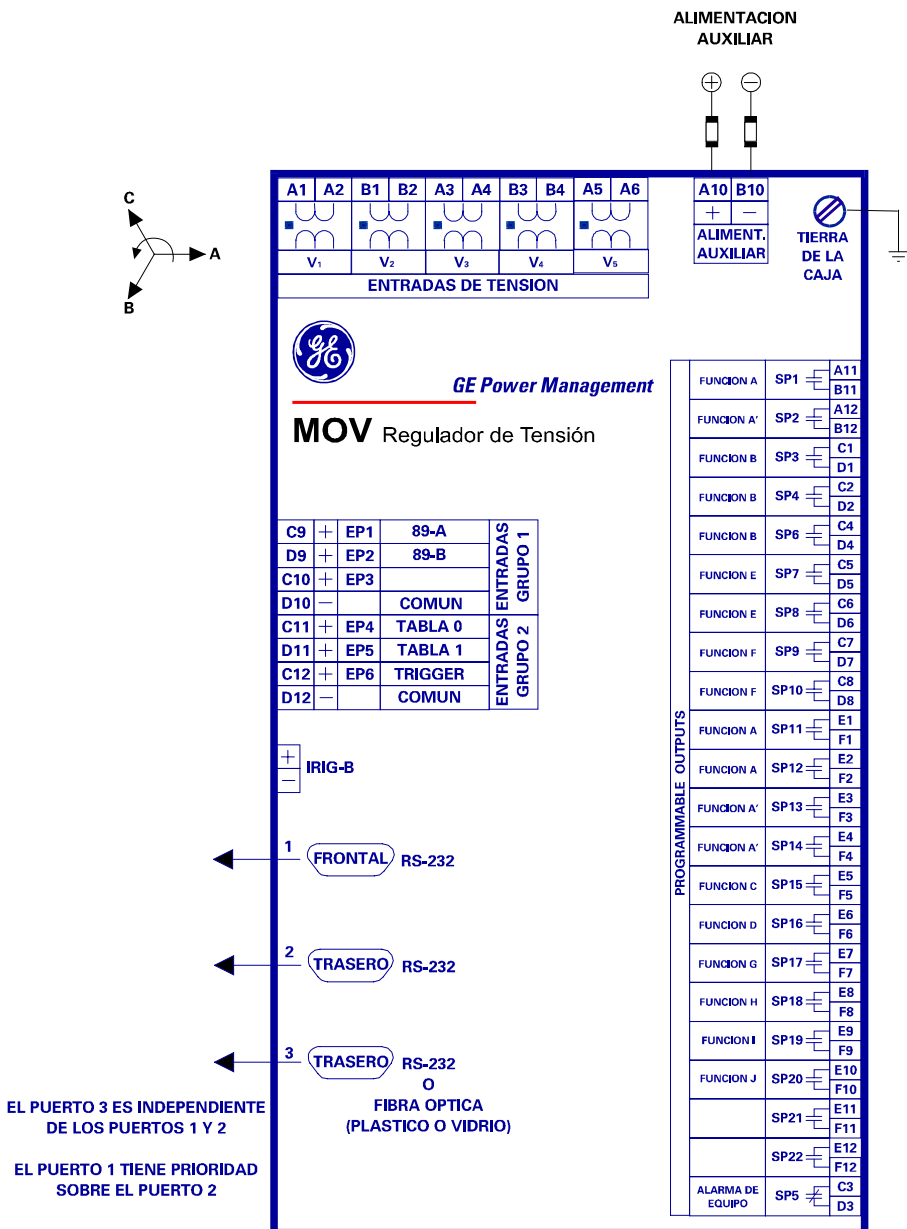 ALIMENTACION
AUXILIAR
+ −
A1 A2 B1 B2 A3 A4 B3 B4 A5 A6
A10 B10
+ −
ALIMENT.
AUXILIAR
TIERRA
DE LA
CAJA
V1 V2 V3 V4 V5
ENTRADAS DE TENSION
C
A
B
GE
GE Power Management
MOV Regulador de Tensión
C9 + EP1 89-A
D9 + EP2 89-B
C10 + EP3
D10 − COMUN
ENTRADAS
GRUPO 1
C11 + EP4 TABLA 0
D11 + EP5 TABLA 1
C12 + EP6 TRIGGER
D12 − COMUN
ENTRADAS
GRUPO 2
+
−
IRIG-B
1 FRONTAL RS-232
2 TRASERO RS-232
3 TRASERO RS-232
O
FIBRA OPTICA
(PLASTICO O VIDRIO)
EL PUERTO 3 ES INDEPENDIENTE
DE LOS PUERTOS 1 Y 2
EL PUERTO 1 TIENE PRIORIDAD
SOBRE EL PUERTO 2
PROGRAMMABLE OUTPUTS
FUNCION A SP1 A11
B11
FUNCION A' SP2 A12
B12
FUNCION B SP3 C1
D1
FUNCION B SP4 C2
D2
FUNCION B SP6 C4
D4
FUNCION E SP7 C5
D5
FUNCION E SP8 C6
D6
FUNCION F SP9 C7
D7
FUNCION F SP10 C8
D8
FUNCION A SP11 E1
F1
FUNCION A SP12 E2
F2
FUNCION A' SP13 E3
F3
FUNCION A' SP14 E4
F4
FUNCION C SP15 E5
F5
FUNCION D SP16 E6
F6
FUNCION G SP17 E7
F7
FUNCION H SP18 E8
F8
FUNCION I SP19 E9
F9
FUNCION J SP20 E10
F10
SP21 E11
F11
SP22 E12
F12
ALARMA DE
EQUIPO SP5 C3
D3